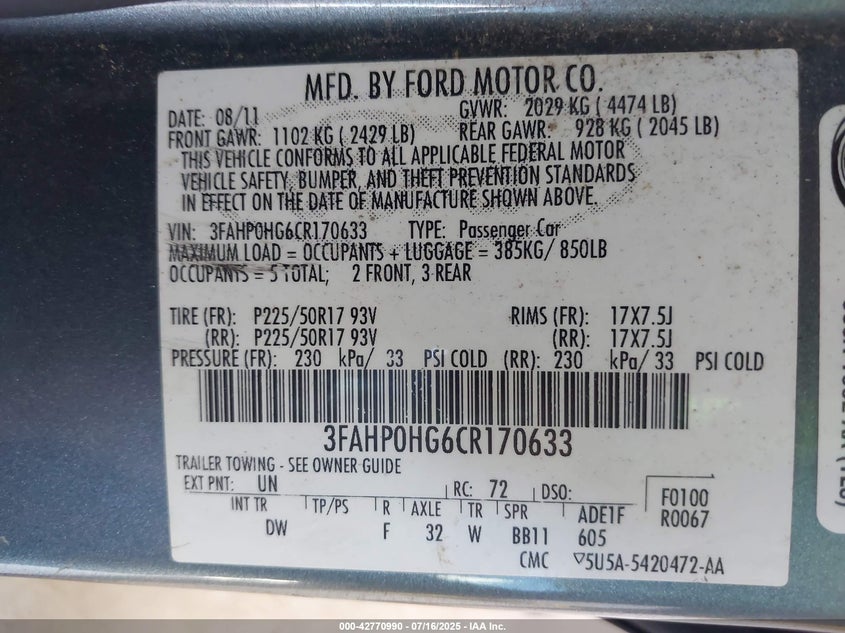 MFD. BY FORD MOTOR CO.
DATE: 08/11 GVWR: 2029 KG ( 4474 LB)
FRONT GAWR: 1102 KG ( 2429 LB) REAR GAWR: 928 KG ( 2045 LB)
THIS VEHICLE CONFORMS TO ALL APPLICABLE FEDERAL MOTOR
VEHICLE SAFETY, BUMPER, AND THEFT PREVENTION STANDARDS
IN EFFECT ON THE DATE OF MANUFACTURE SHOWN ABOVE.
VIN: 3FAHP0HG6CR170633 TYPE: Passenger Car
MAXIMUM LOAD = OCCUPANTS + LUGGAGE = 385KG/ 850LB
OCCUPANTS = 5 TOTAL; 2 FRONT, 3 REAR
TIRE (FR): P225/50R17 93V RIMS (FR): 17X7.5J
(RR): P225/50R17 93V (RR): 17X7.5J
PRESSURE (FR): 230 kPa/ 33 PSI COLD (RR): 230 kPa/ 33 PSI COLD
3FAHP0HG6CR170633
TRAILER TOWING - SEE OWNER GUIDE
EXT PNT: UN RC: 72 DSO: F0100
INT TR TP/PS R AXLE TR SPR ADE1F R0067
DW F 32 W BB11 605
CMC ▽5U5A-5420472-AA
000-42770990 - 07/16/2025 - IAA Inc.